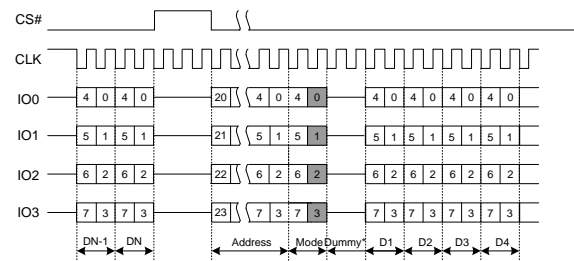 CS#
CLK
IO0 4 0 4 0 20 4 0 4 0 4 0 4 0 4 0 4 0
IO1 5 1 5 1 21 5 1 5 1 5 1 5 1 5 1 5 1
IO2 6 2 6 2 22 6 2 6 2 6 2 6 2 6 2 6 2
IO3 7 3 7 3 23 7 3 7 3 7 3 7 3 7 3 7 3
DN-1 DN Address Mode Dummy* D1 D2 D3 D4